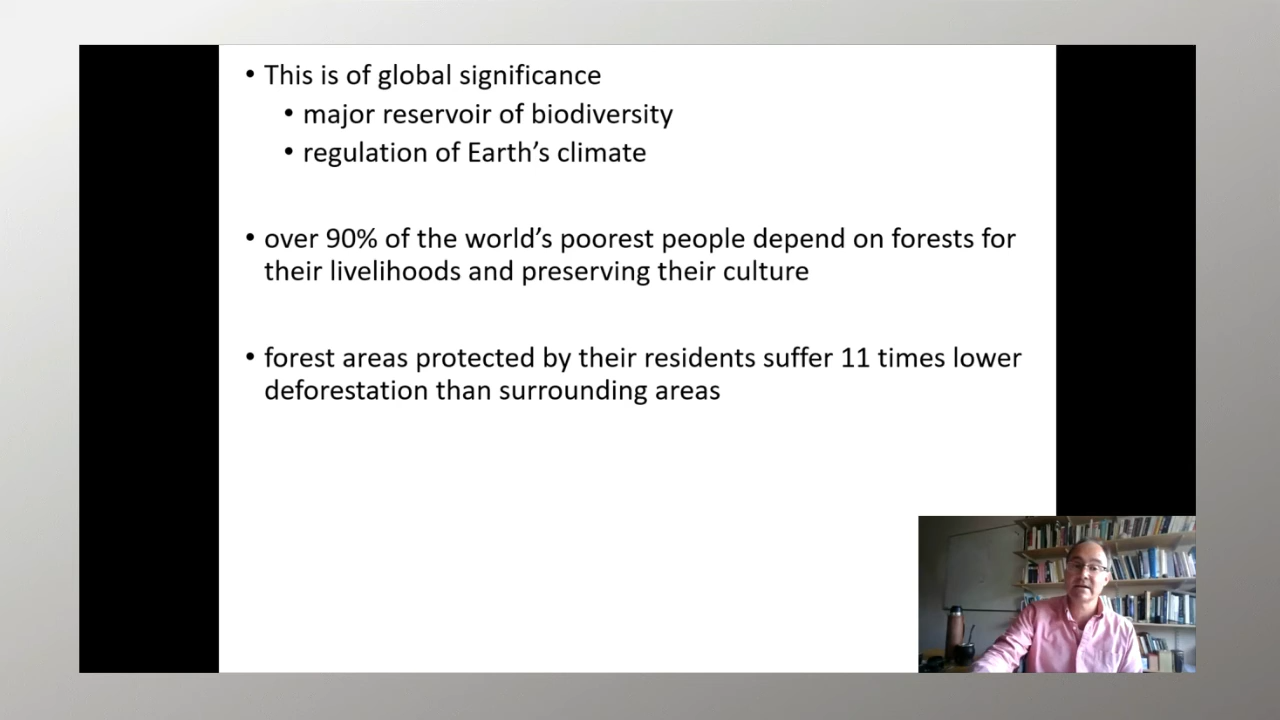 • This is of global significance
• major reservoir of biodiversity
• regulation of Earth’s climate
• over 90% of the world’s poorest people depend on forests for
their livelihoods and preserving their culture
• forest areas protected by their residents suffer 11 times lower
deforestation than surrounding areas